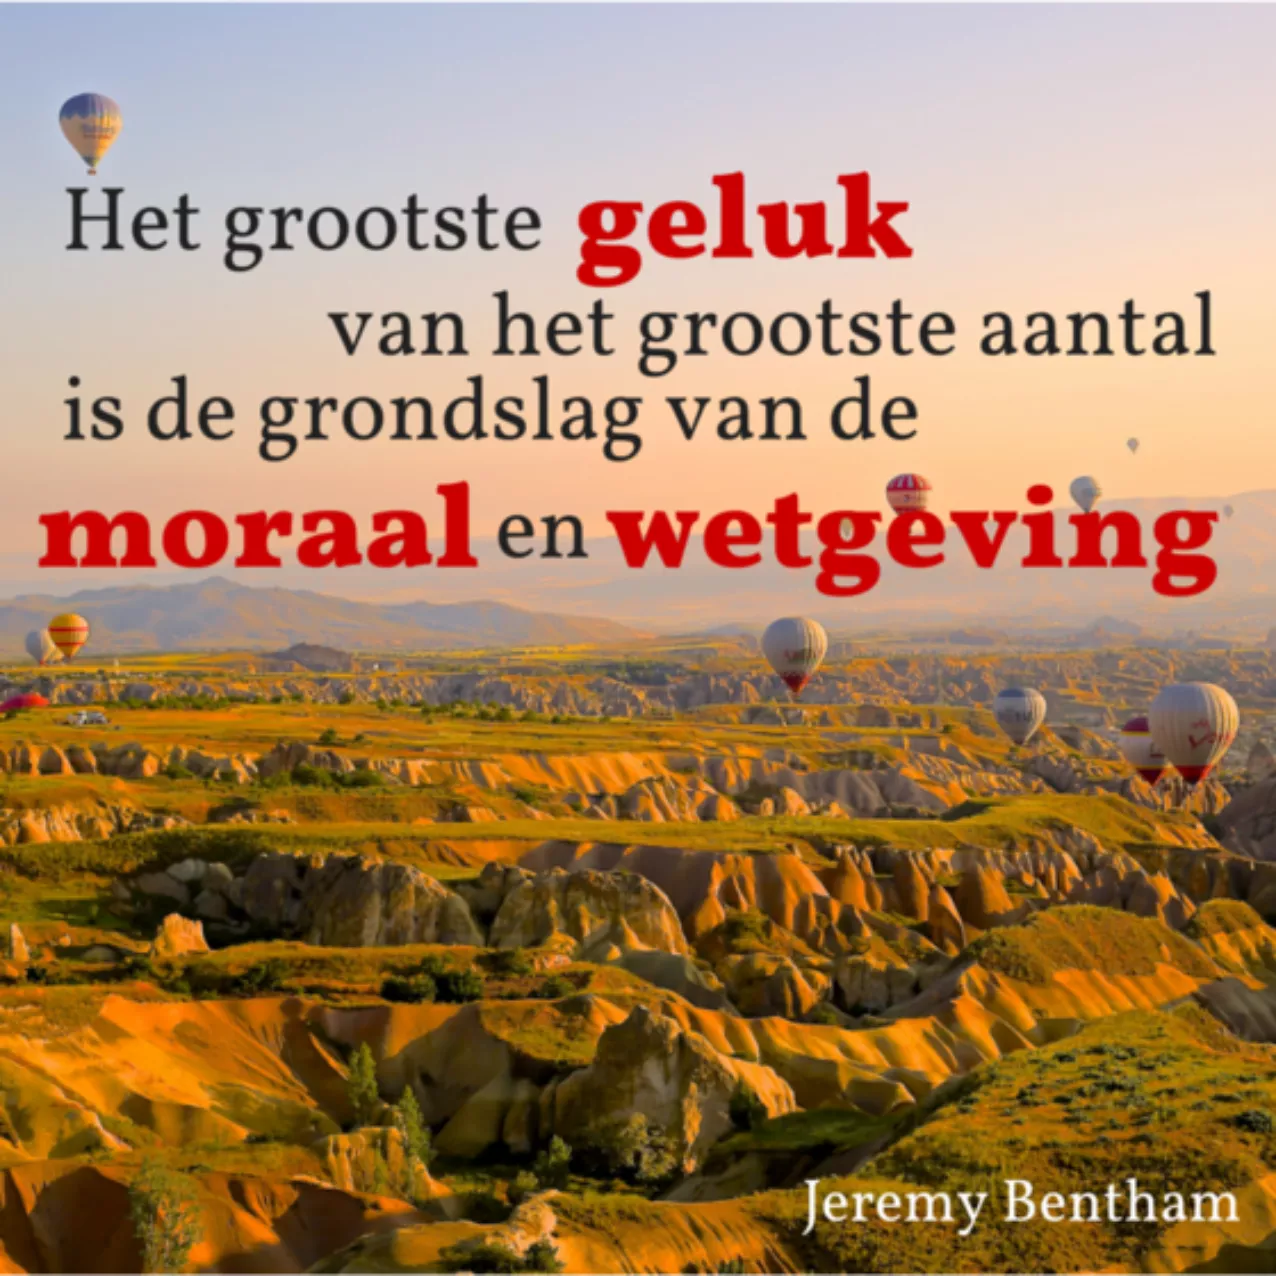 Het grootste geluk
van het grootste aantal
is de grondslag van de
moraal en wetgeving
Jeremy Bentham